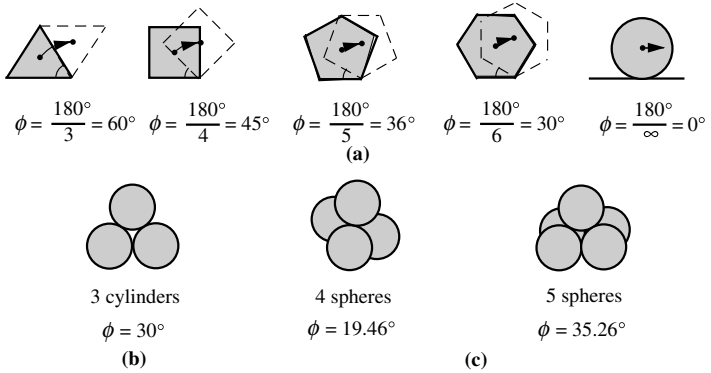 ϕ = 180°/3 = 60° ϕ = 180°/4 = 45° ϕ = 180°/5 = 36° ϕ = 180°/6 = 30° ϕ = 180°/∞ = 0°
(a)
3 cylinders 4 spheres 5 spheres
ϕ = 30° ϕ = 19.46° ϕ = 35.26°
(b) (c)